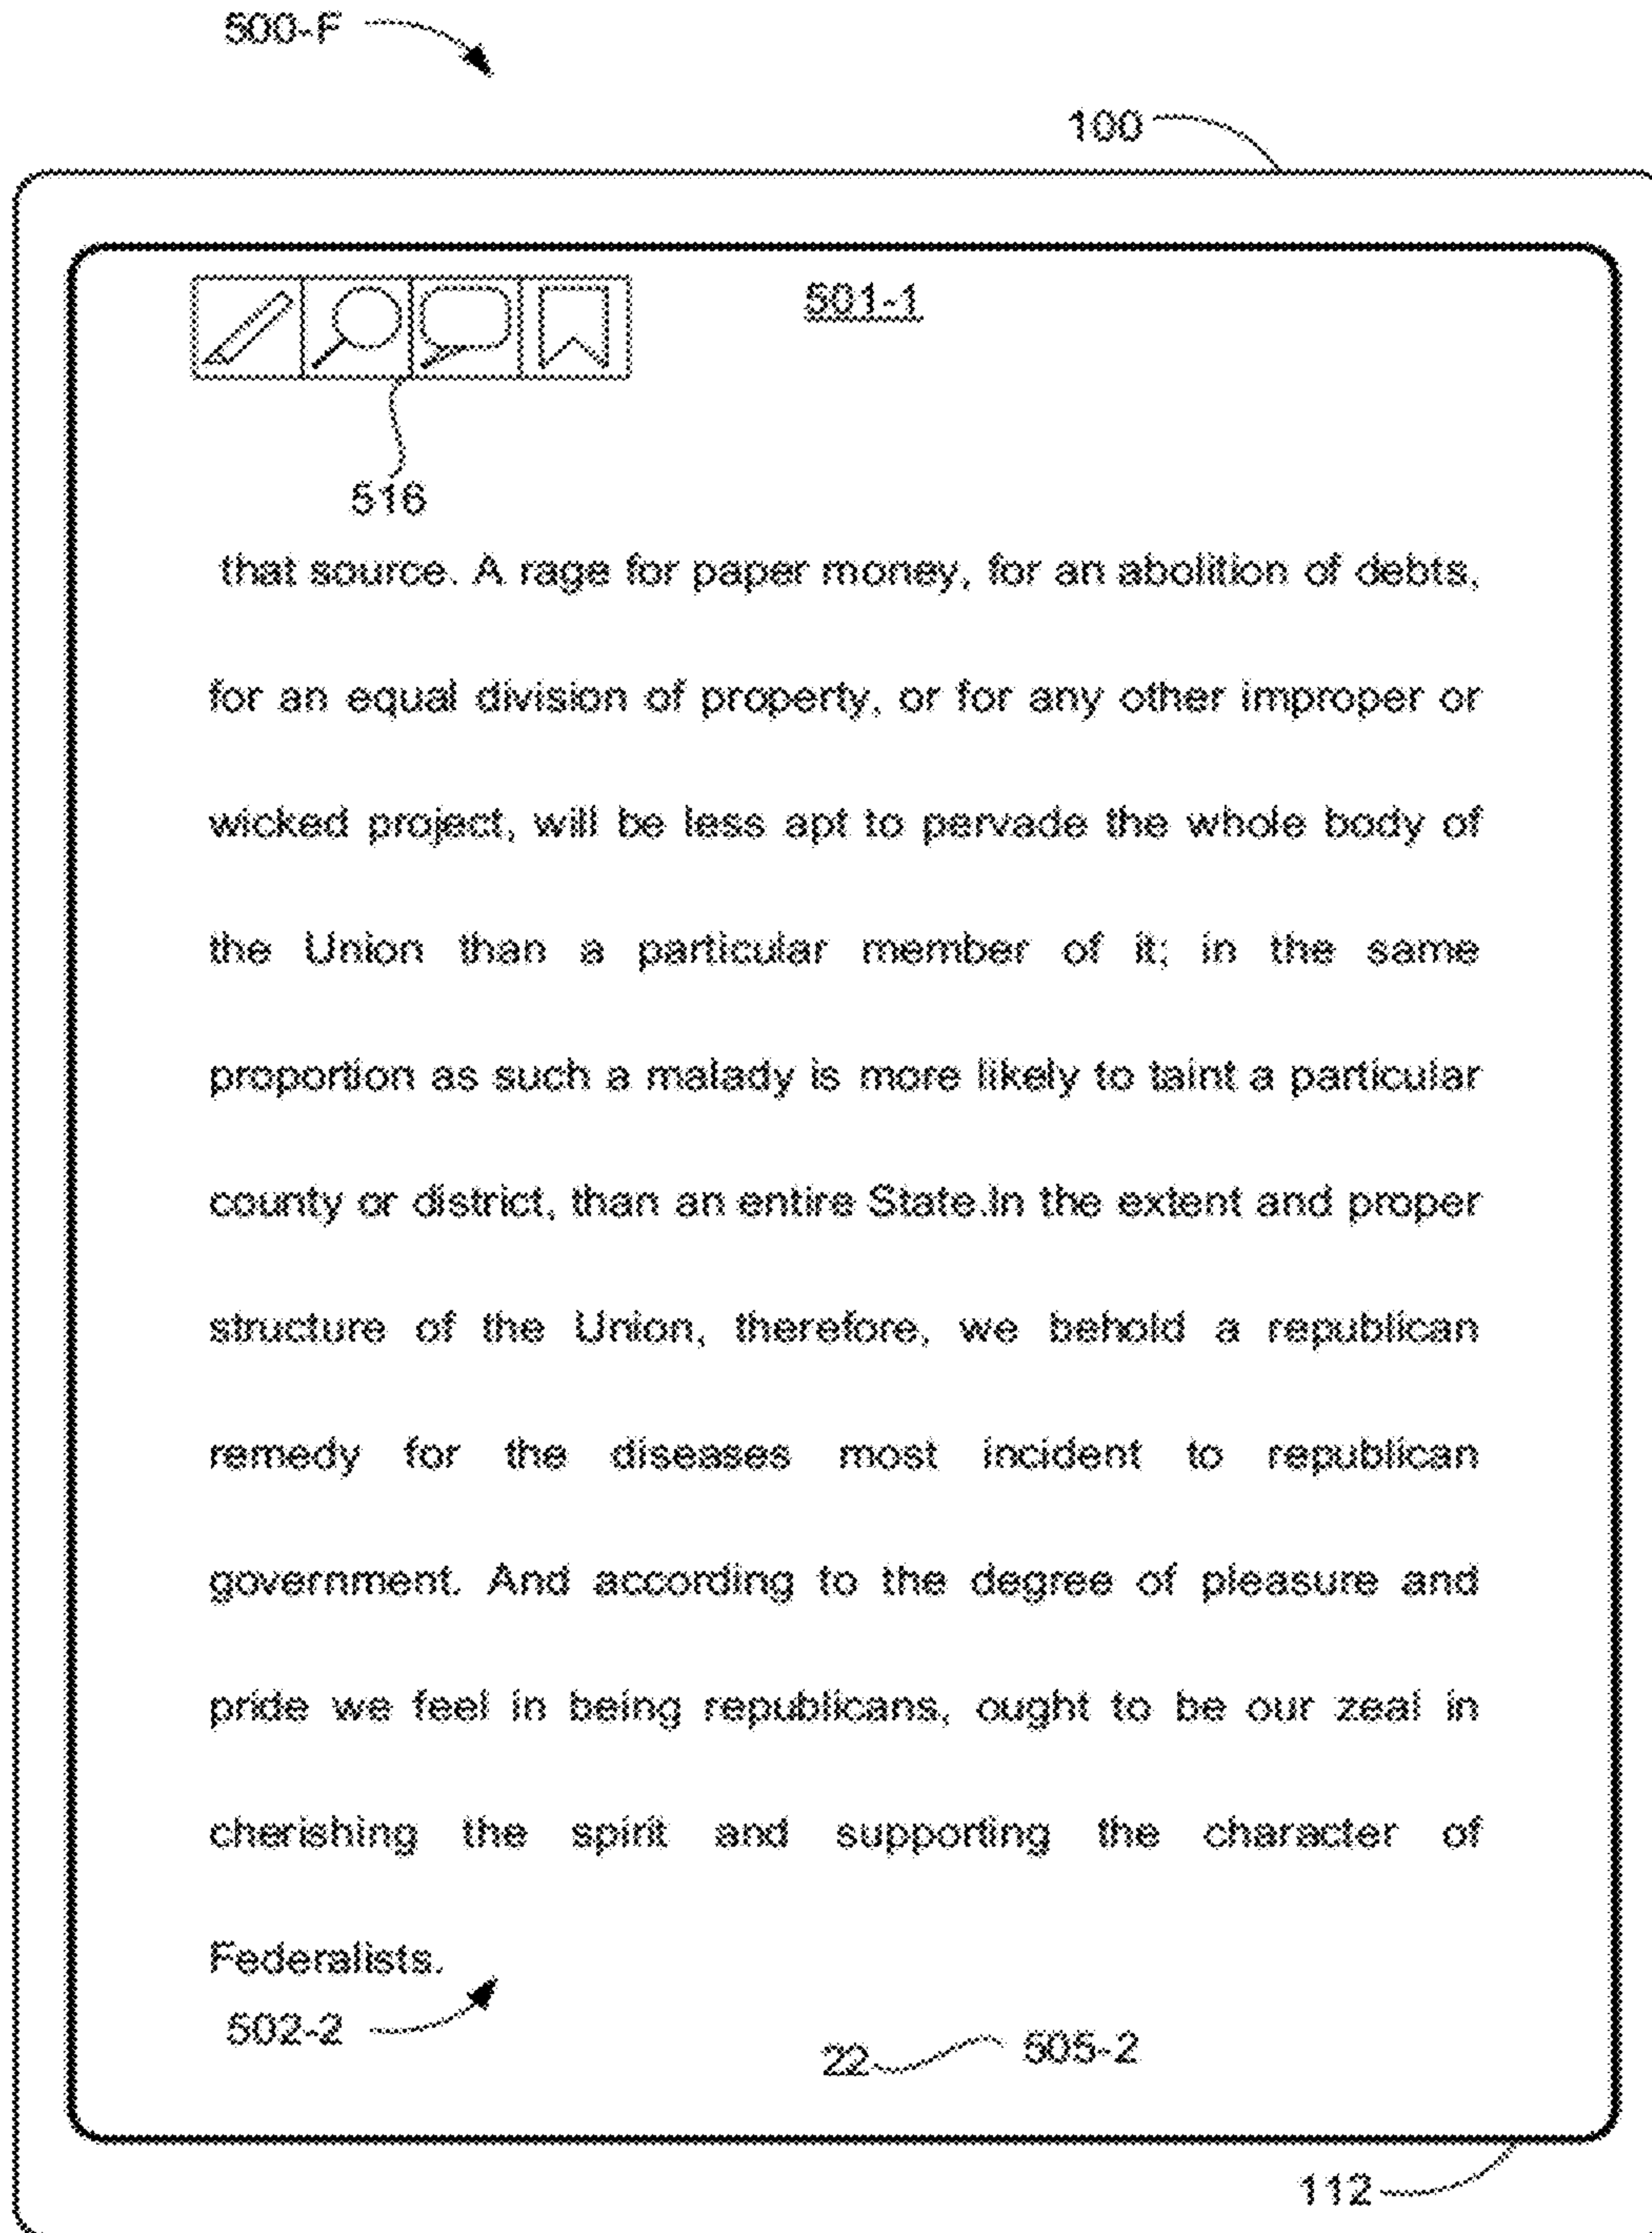 500-F
100
501-1
516
that source. A rage for paper money, for an abolition of debts,
for an equal division of property, or for any other improper or
wicked project, will be less apt to pervade the whole body of
the Union than a particular member of it; in the same
proportion as such a malady is more likely to taint a particular
county or district, than an entire State.In the extent and proper
structure of the Union, therefore, we behold a republican
remedy for the diseases most incident to republican
government. And according to the degree of pleasure and
pride we feel in being republicans, ought to be our zeal in
cherishing the spirit and supporting the character of
Federalists.
502-2
22 505-2
112